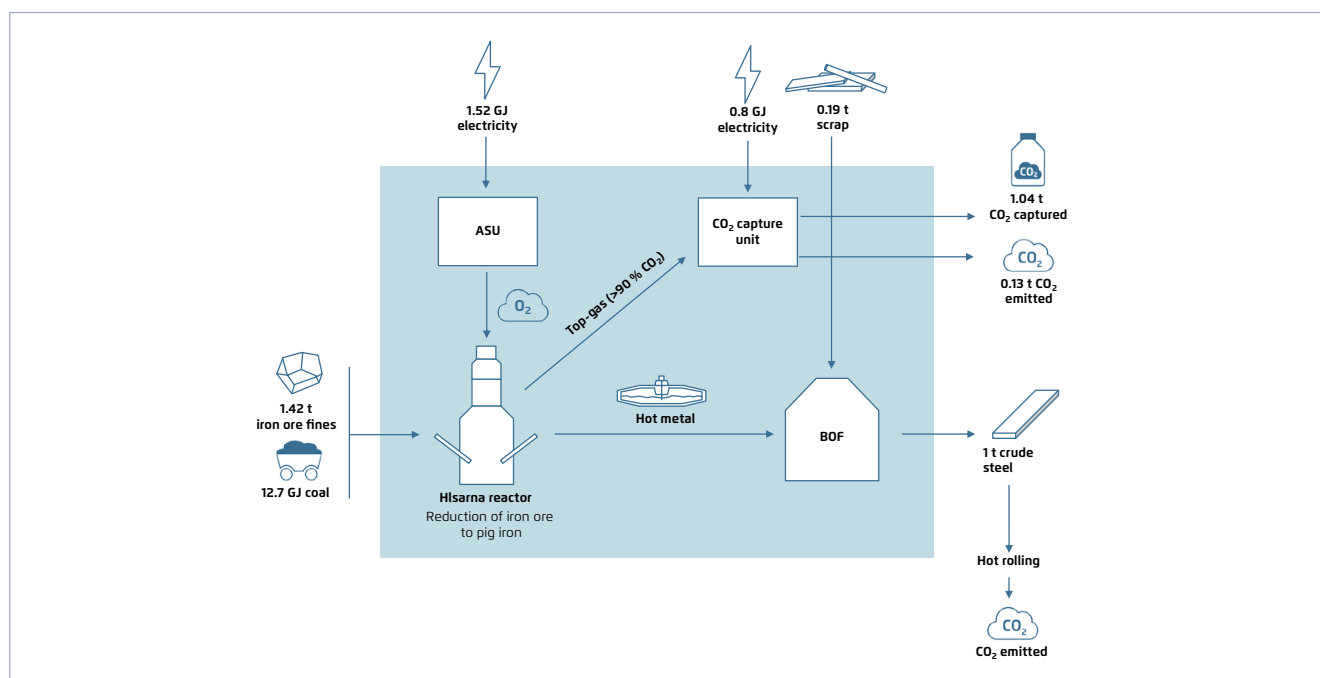 1.52 GJ
electricity
0.8 GJ
electricity
0.19 t
scrap
CO₂
1.04 t
CO₂ captured
ASU
CO₂ capture
unit
CO₂
0.13 t CO₂
emitted
Top-gas (>90 % CO₂)
O₂
1.42 t
iron ore fines
12.7 GJ coal
Hot metal
BOF
1 t crude
steel
HIsarna reactor
Reduction of iron ore
to pig iron
Hot rolling
CO₂
CO₂ emitted